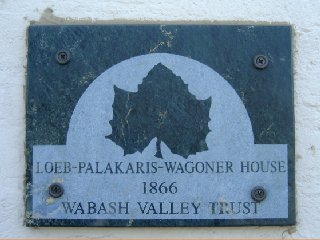 LOEB-PALAKARIS-WAGONER HOUSE
1866
WABASH VALLEY TRUST